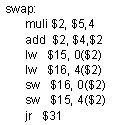 swap:
muli $2, $5,4
add $2, $4,$2
lw $15, 0($2)
lw $16, 4($2)
sw $16, 0($2)
sw $15, 4($2)
jr $31